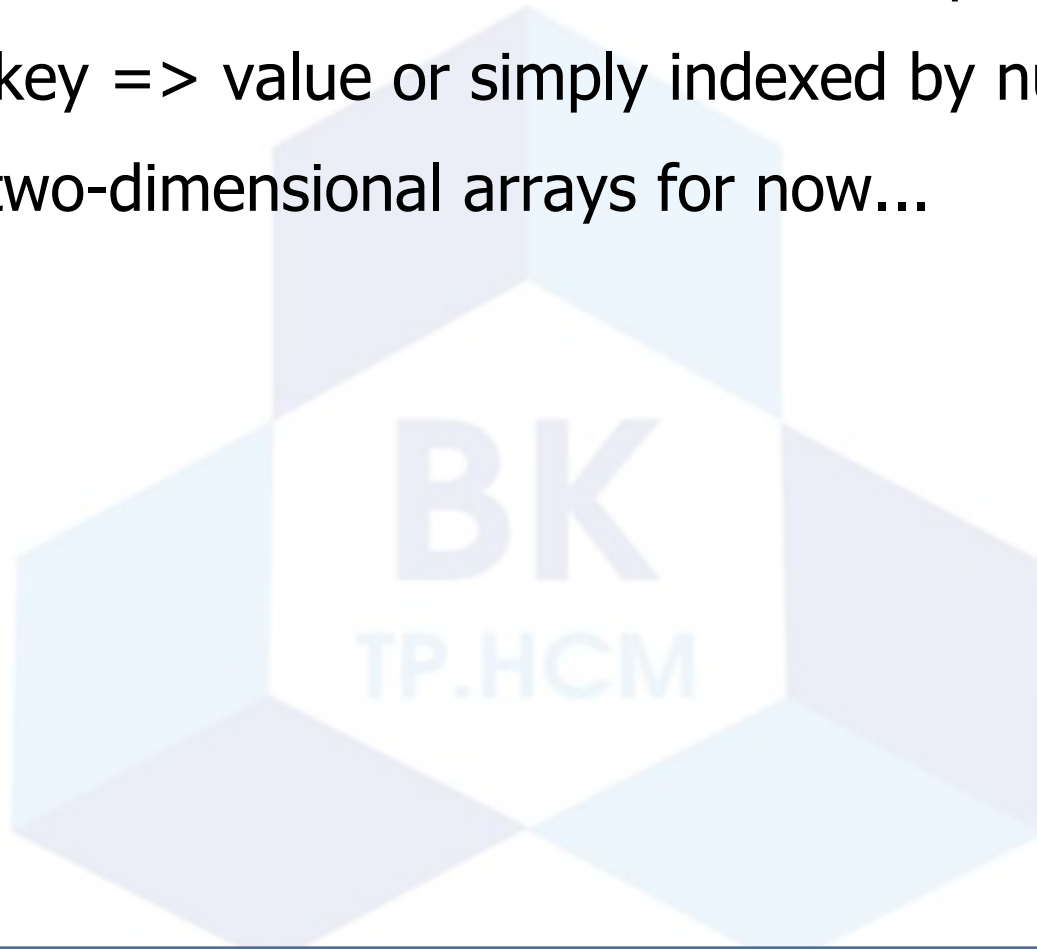 key => value or simply indexed by
two-dimensional arrays for now...
BK
TP.HCM